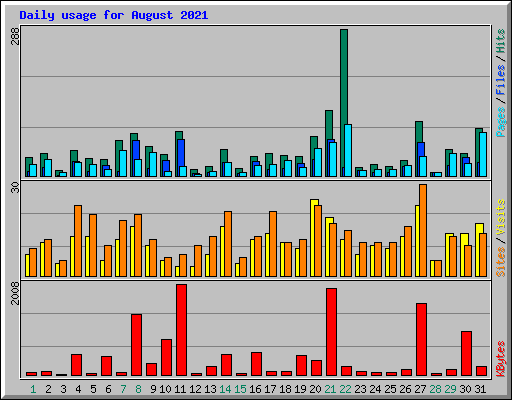 Daily usage for August 2021
288
Pages / Files / Hits
30
Sites / Visits
2008
KBytes
1 2 3 4 5 6 7 8 9 10 11 12 13 14 15 16 17 18 19 20 21 22 23 24 25 26 27 28 29 30 31